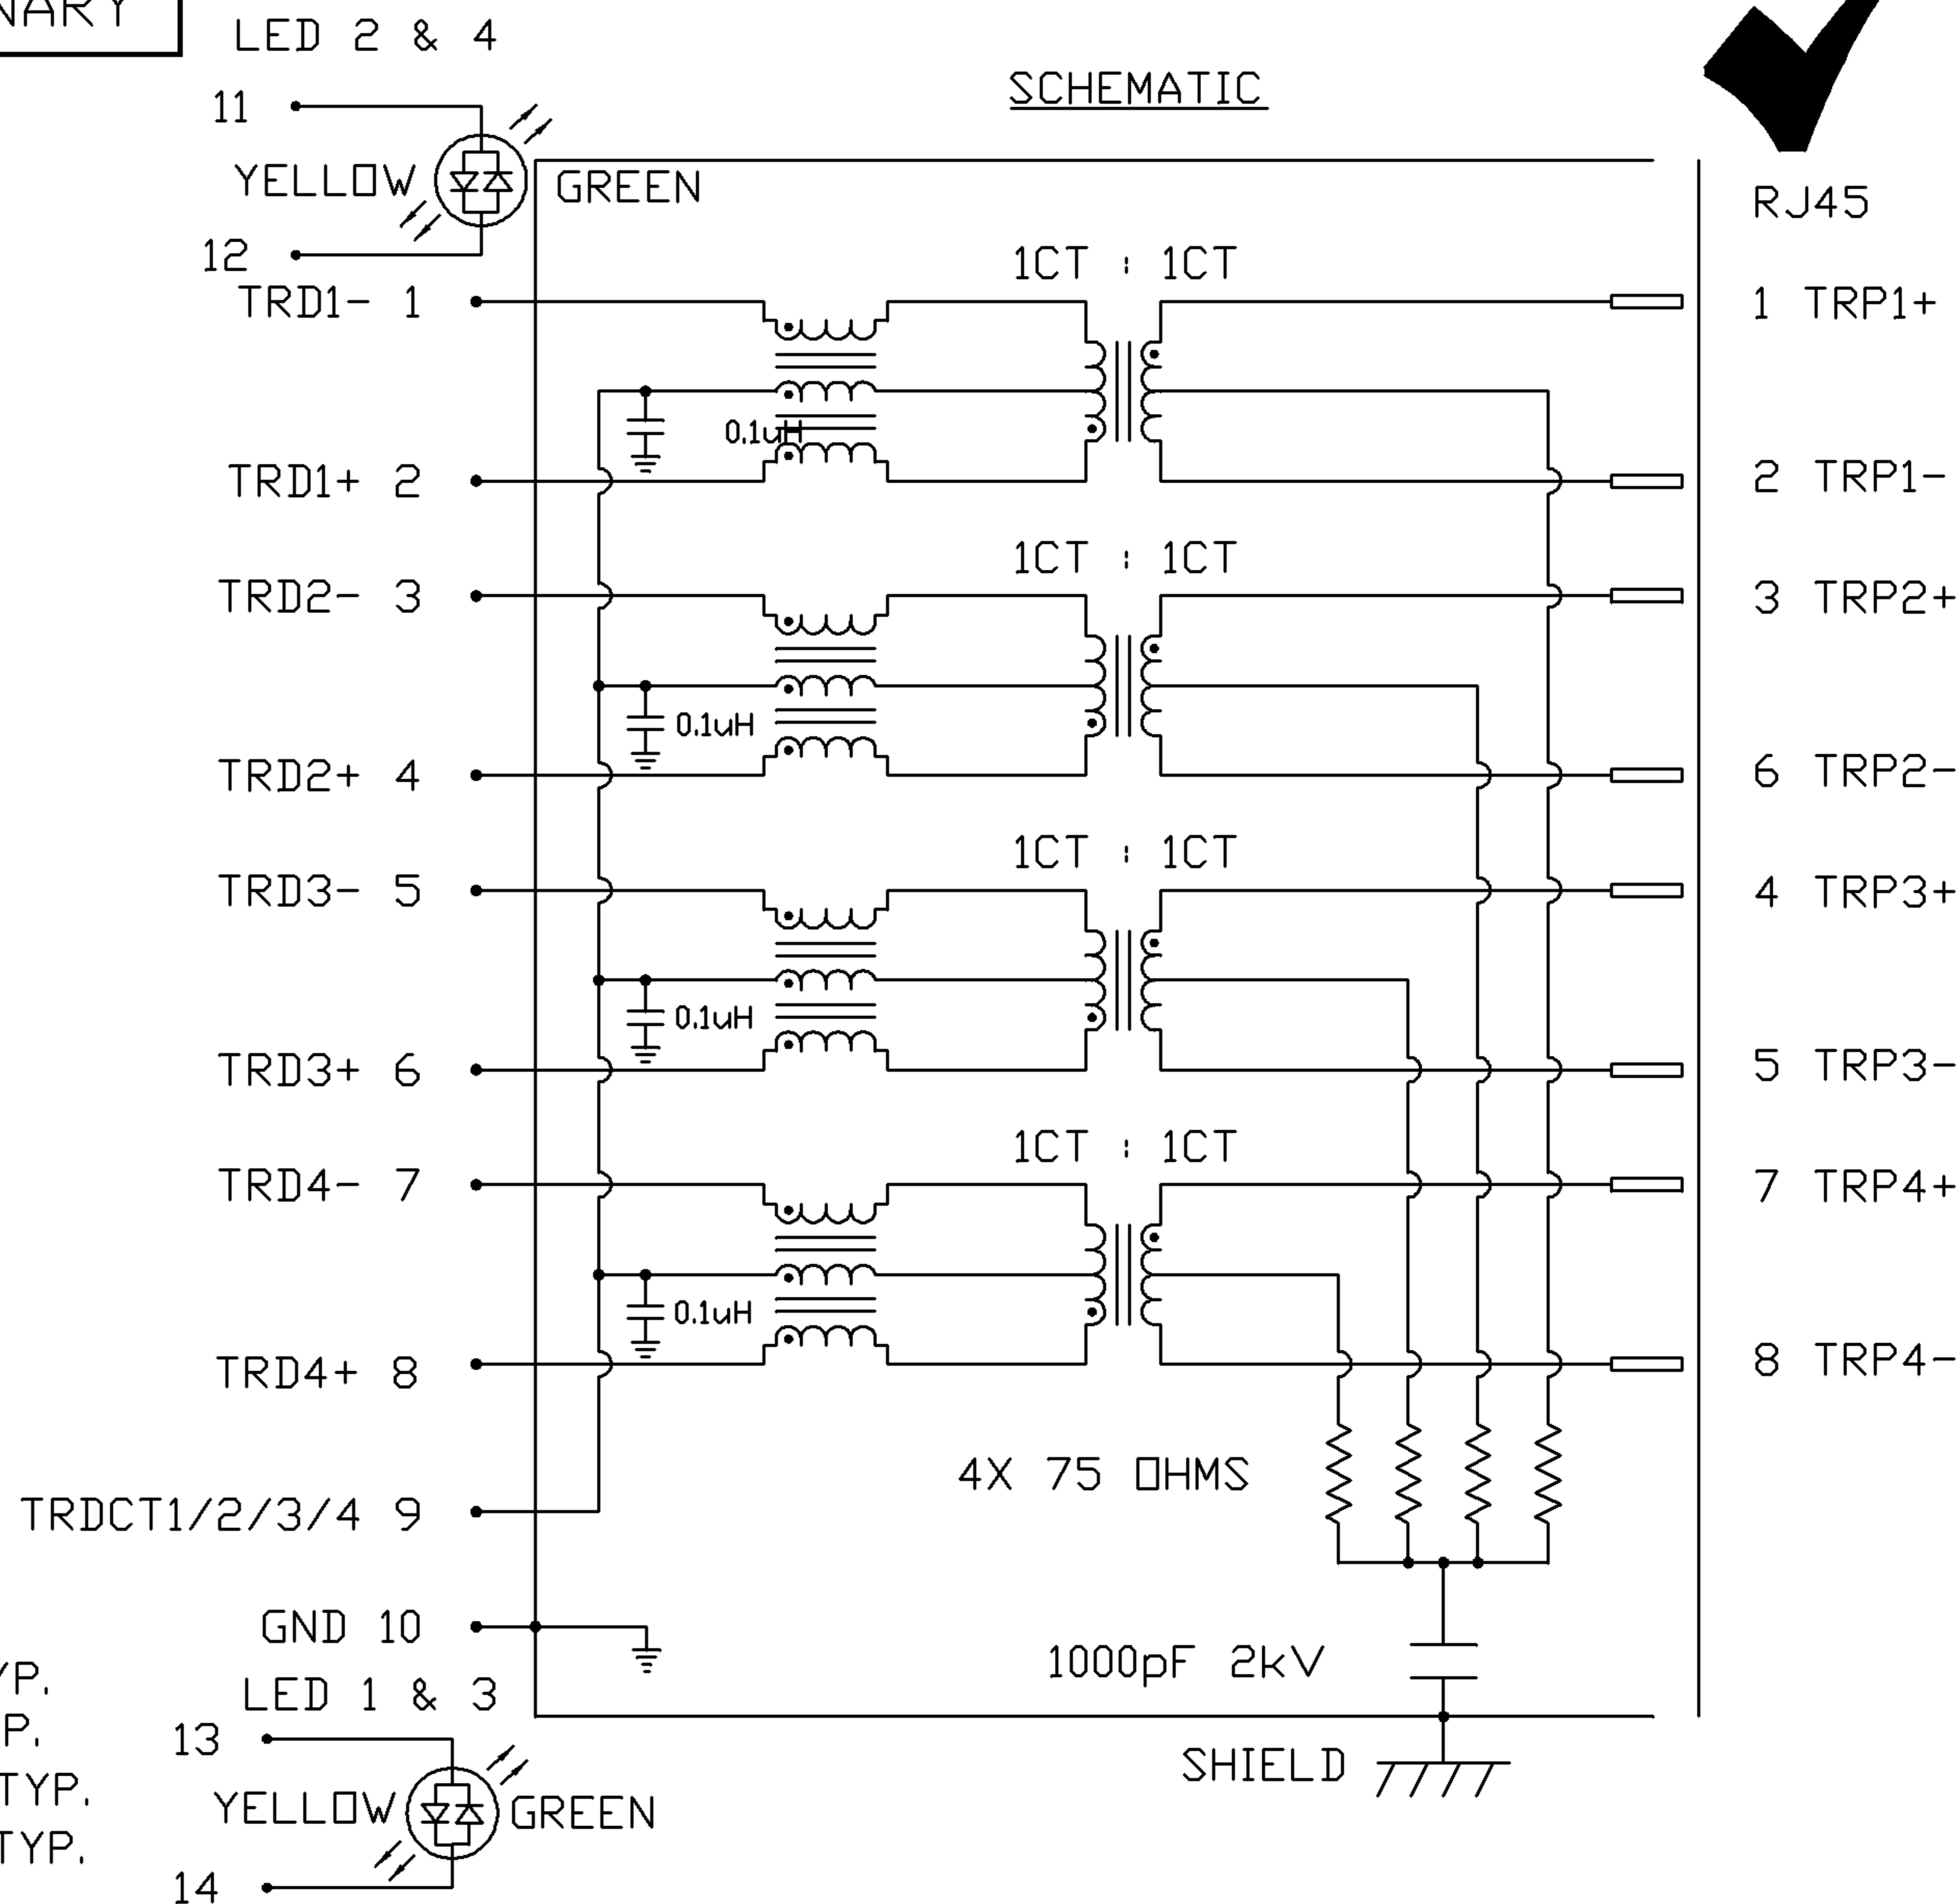 LED 2 & 4
SCHEMATIC
11
YELLOW
GREEN
RJ45
12
1CT : 1CT
TRD1- 1
1 TRP1+
0.1uH
TRD1+ 2
2 TRP1-
1CT : 1CT
TRD2- 3
3 TRP2+
0.1uH
TRD2+ 4
6 TRP2-
1CT : 1CT
TRD3- 5
4 TRP3+
0.1uH
TRD3+ 6
5 TRP3-
1CT : 1CT
TRD4- 7
7 TRP4+
0.1uH
TRD4+ 8
8 TRP4-
4X 75 OHMS
TRDCT1/2/3/4 9
GND 10
1000pF 2kV
YP.
LED 1 & 3
P.
13
SHIELD
TYP.
YELLOW
GREEN
TYP.
14